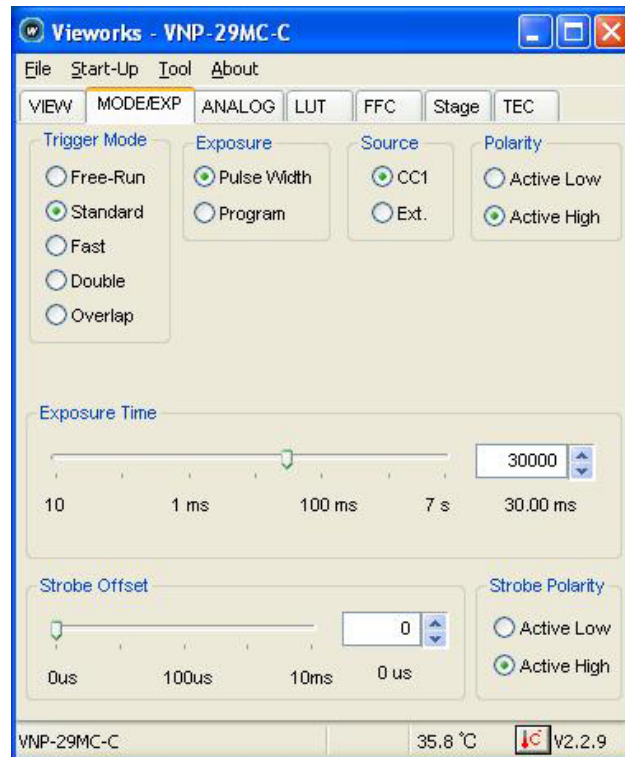 Vieworks - VNP-29MC-C
File Start-Up Tool About
VIEW MODE/EXP ANALOG LUT FFC Stage TEC
Trigger Mode Exposure Source Polarity
Free-Run Pulse Width CC1 Active Low
Standard Program Ext. Active High
Fast
Double
Overlap
Exposure Time
30000
10 1 ms 100 ms 7 s 30.00 ms
Strobe Offset Strobe Polarity
0 Active Low
0us 100us 10ms 0 us Active High
VNP-29MC-C 35.8 °C V2.2.9